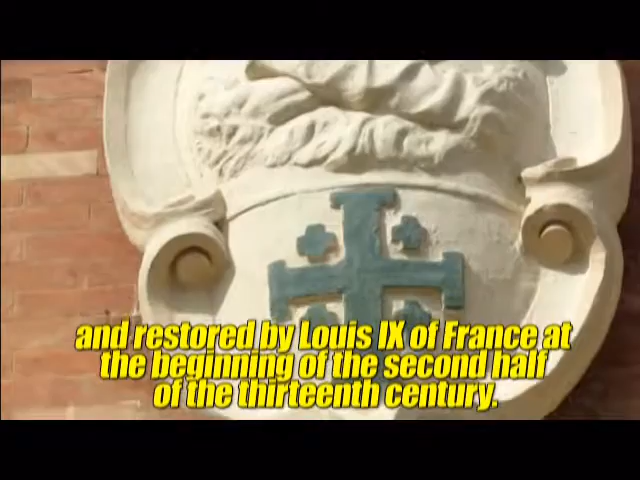 and restored by Louis IX of France at
the beginning of the second half
of the thirteenth century.